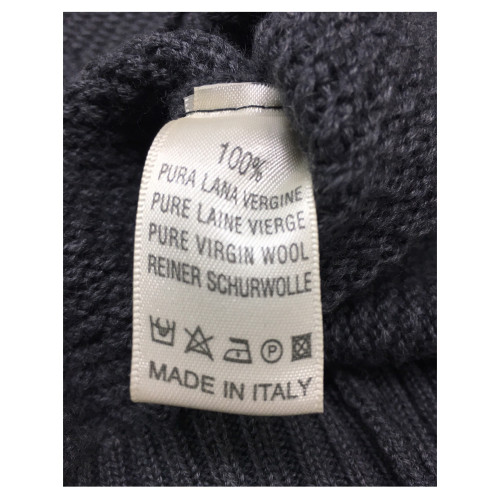 100%
PURA LANA VERGINE
PURE LAINE VIERGE
PURE VIRGIN WOOL
REINER SCHURWOLLE
P
MADE IN ITALY